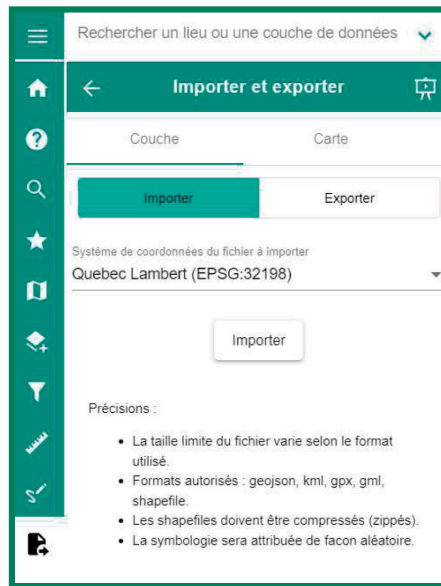 Rechercher un lieu ou une couche de données
Importer et exporter
Couche Carte
Importer Exporter
Système de coordonnées du fichier à importer
Quebec Lambert (EPSG:32198)
Importer
Précisions :
• La taille limite du fichier varie selon le format
utilisé.
• Formats autorisés : geojson, kml, gpx, gml,
shapefile.
• Les shapefiles doivent être compressés (zippés).
• La symbologie sera attribuée de facon aléatoire.